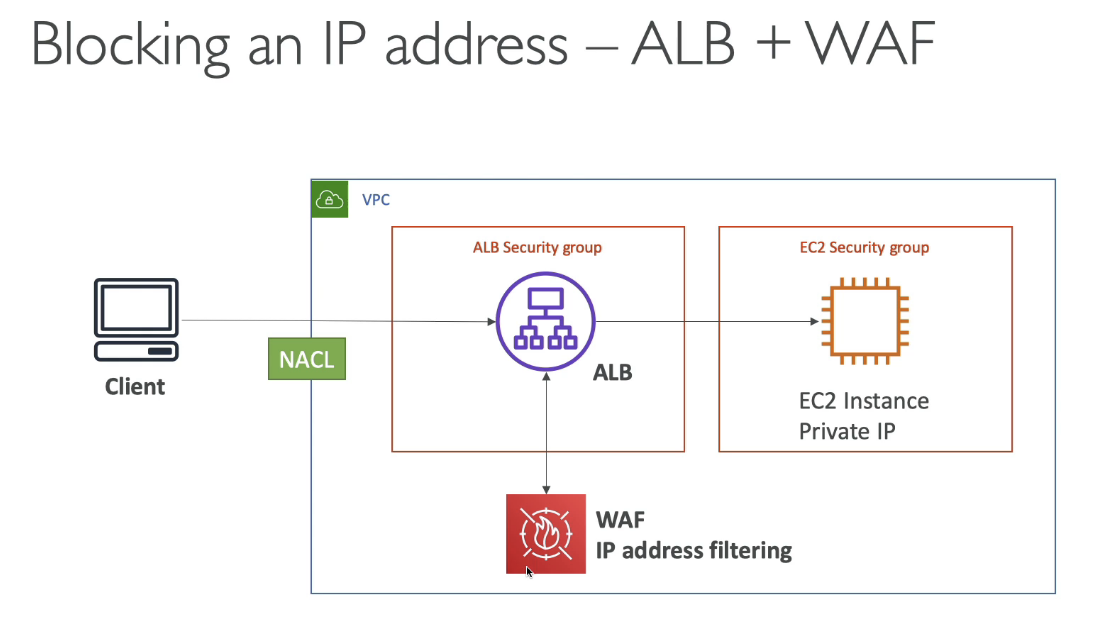 Blocking an IP address – ALB + WAF
VPC
ALB Security group
EC2 Security group
NACL
Client
ALB
EC2 Instance
Private IP
WAF
IP address filtering